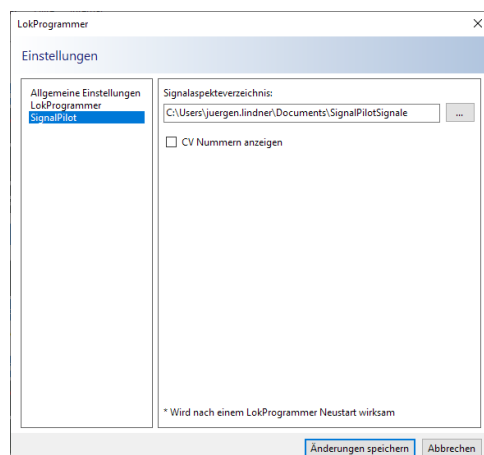 LokProgrammer
Einstellungen
Allgemeine Einstellungen
LokProgrammer
SignalPilot
Signalaspekteverzeichnis:
C:\Users\juergen.lindner\Documents\SignalPilotSignale
...
CV Nummern anzeigen
* Wird nach einem LokProgrammer Neustart wirksam
Änderungen speichern
Abbrechen